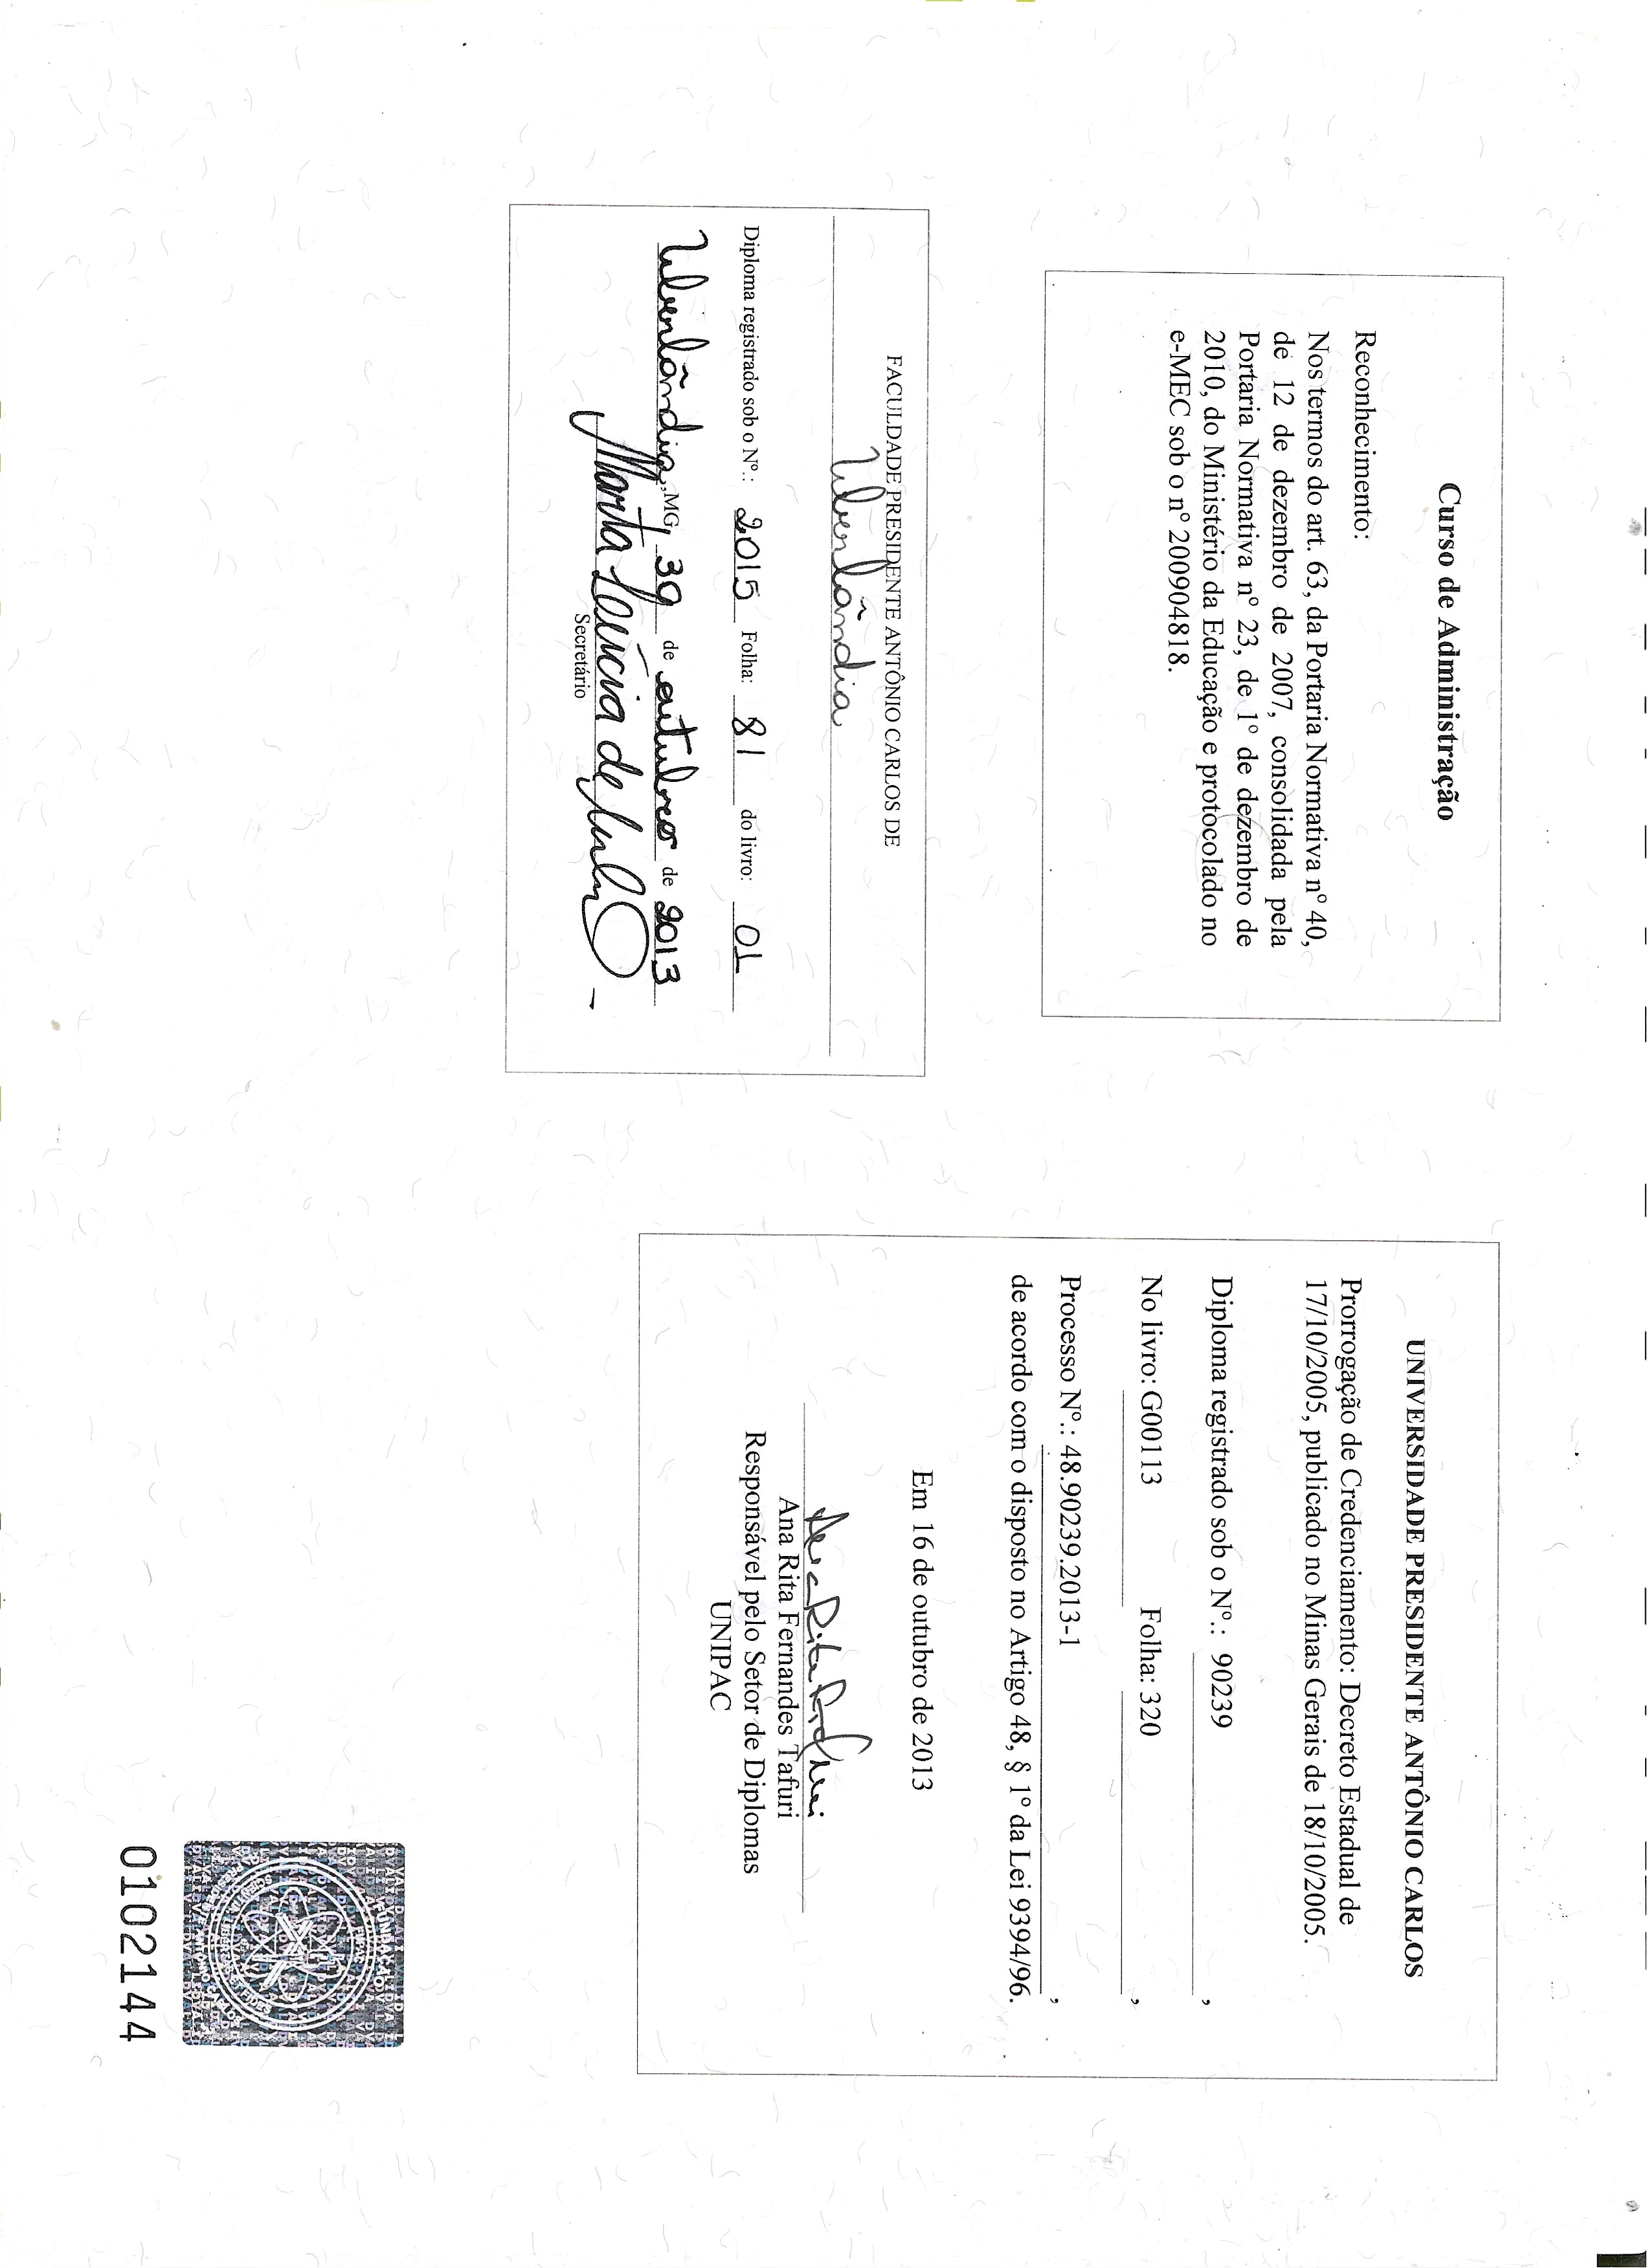 Curso de Administração
Reconhecimento:
Nos termos do art. 63, da Portaria Normativa nº 40,
de 12 de dezembro de 2007, consolidada pela
Portaria Normativa nº 23, de 1º de dezembro de
2010, do Ministério da Educação e protocolado no
e-MEC sob o nº 200904818.
FACULDADE PRESIDENTE ANTÔNIO CARLOS DE
Uberlândia
Diploma registrado sob o Nº.: 2015 Folha: 81 do livro: 01
Uberlândia, MG, 30 de outubro de 2013
Marta Lúcia de
Secretário
UNIVERSIDADE PRESIDENTE ANTÔNIO CARLOS
Prorrogação de Credenciamento: Decreto Estadual de
17/10/2005, publicado no Minas Gerais de 18/10/2005.
Diploma registrado sob o Nº.: 90239,
No livro: G00113 Folha: 320,
Processo Nº.: 48.90239.2013-1,
de acordo com o disposto no Artigo 48, § 1º da Lei 9394/96.
Em 16 de outubro de 2013
Ana Rita Fernandes Tafuri
Responsável pelo Setor de Diplomas
UNIPAC
0102144